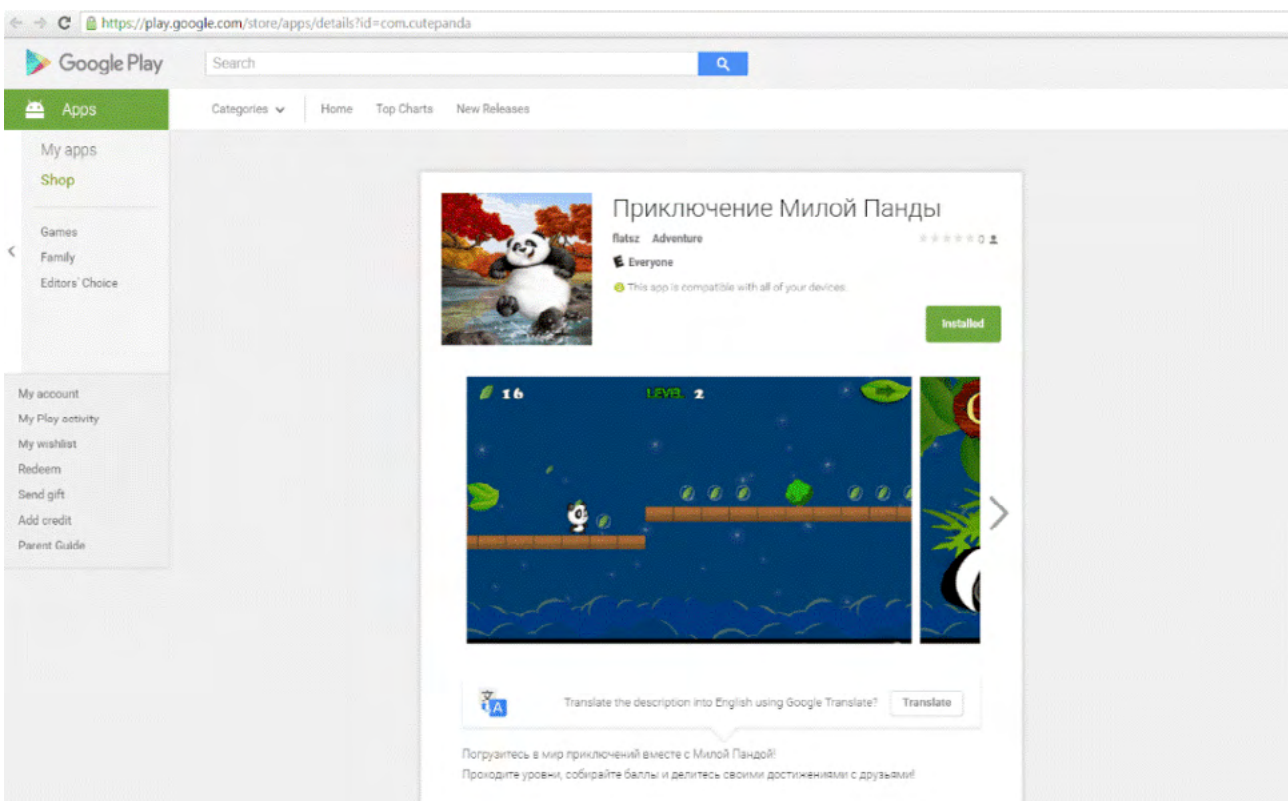 https://play.google.com/store/apps/details?id=com.cutepanda
Google Play
Search
Apps
Categories
Home
Top Charts
New Releases
My apps
Shop
Games
Family
Editors' Choice
My account
My Play activity
My wishlist
Redeem
Send gift
Add credit
Parent Guide
Приключение Милой Панды
flatsz Adventure
0
E Everyone
This app is compatible with all of your devices.
Installed
16
LEVEL 2
Translate the description into English using Google Translate?
Translate
Погрузитесь в мир приключений вместе с Милой Пандой!
Проходите уровни, собирайте баллы и делитесь своими достижениями с друзьями!